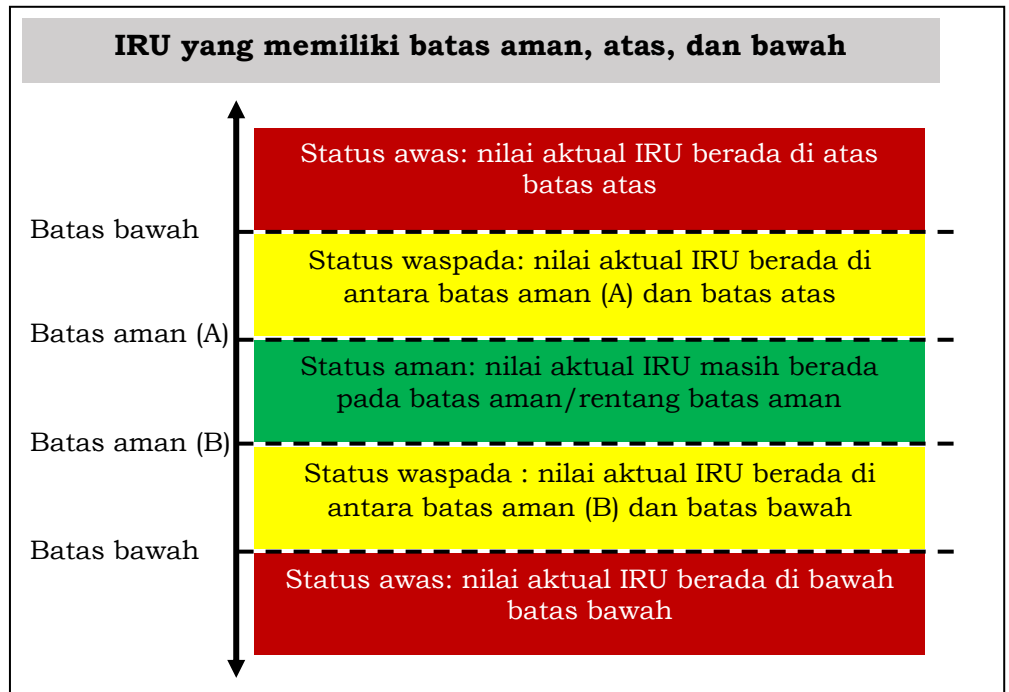 IRU yang memiliki batas aman, atas, dan bawah
Status awas: nilai aktual IRU berada di atas
batas atas
Batas bawah
Status waspada: nilai aktual IRU berada di
antara batas aman (A) dan batas atas
Batas aman (A)
Status aman: nilai aktual IRU masih berada
pada batas aman/rentang batas aman
Batas aman (B)
Status waspada : nilai aktual IRU berada di
antara batas aman (B) dan batas bawah
Batas bawah
Status awas: nilai aktual IRU berada di bawah
batas bawah